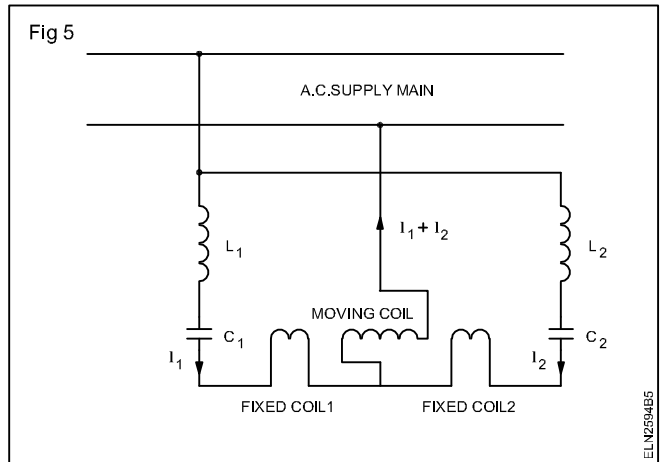 Fig 5
A.C.SUPPLY MAIN
I1 + I2
L1
L2
MOVING COIL
C1
C2
I1
I2
FIXED COIL1
FIXED COIL2
ELN2594B5